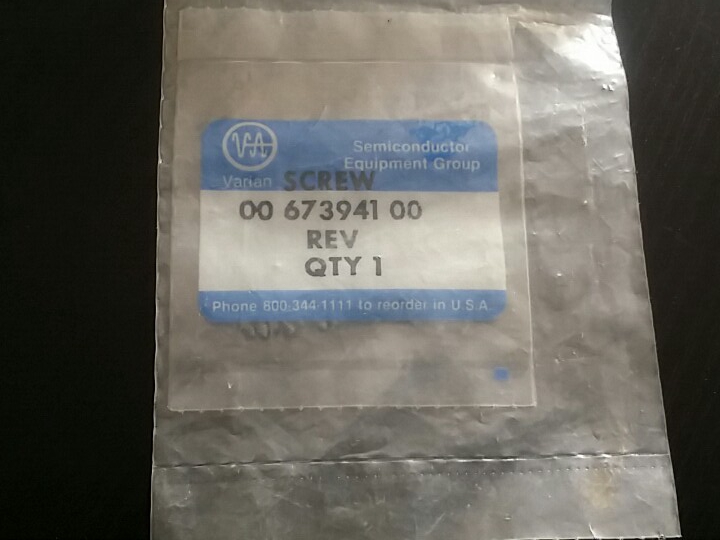 VA
Semiconductor
Equipment Group
Varian SCREW
00 673941 00
REV
QTY 1
Phone 800-344-1111 to reorder in U.S.A.